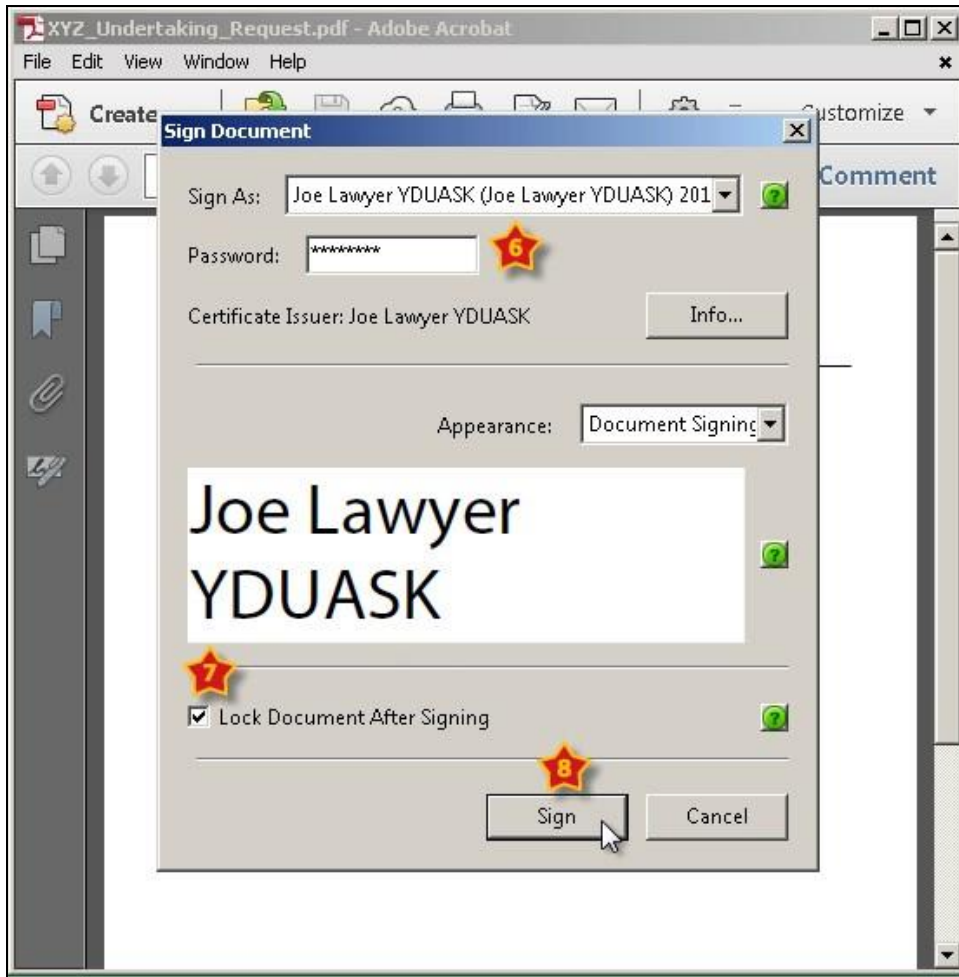 XYZ_Undertaking_Request.pdf - Adobe Acrobat
File Edit View Window Help
Create Customize
Sign Document
Comment
Sign As: Joe Lawyer YDUASK (Joe Lawyer YDUASK) 201
Password: ******** 6
Certificate Issuer: Joe Lawyer YDUASK Info...
Appearance: Document Signing
Joe Lawyer
YDUASK
7
Lock Document After Signing
8
Sign Cancel